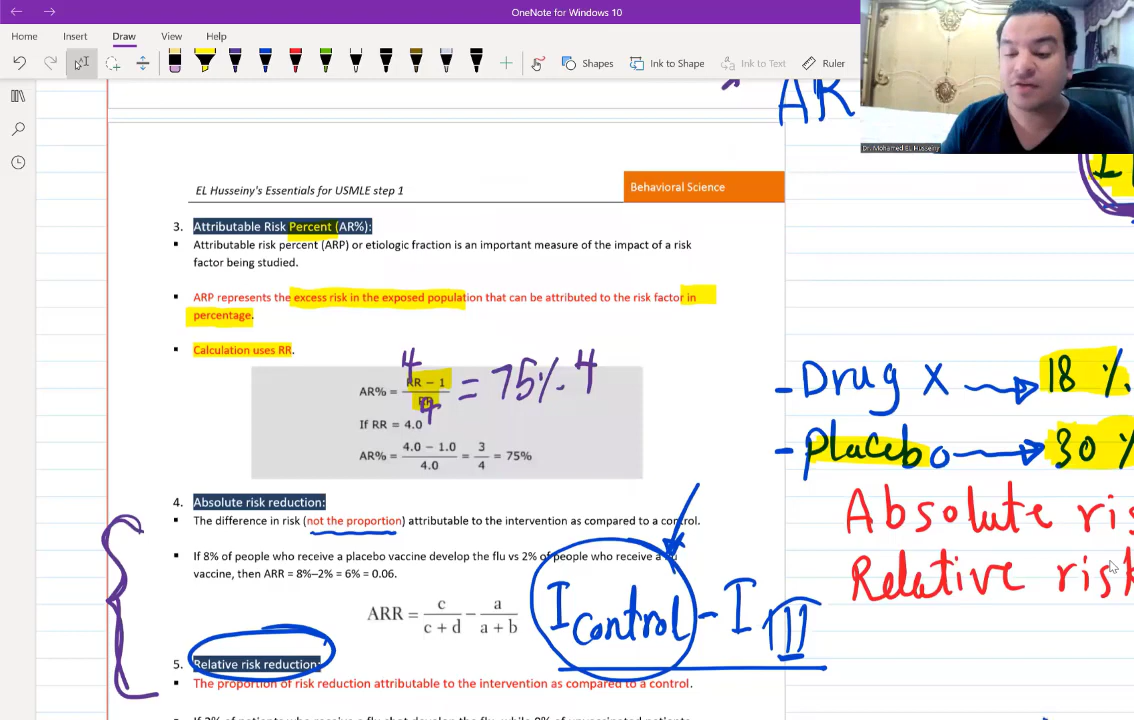 OneNote for Windows 10
Home Insert Draw View Help
Shapes Ink to Shape Ink to Text Ruler
Dr. Mohamed EL Husseiny
AR
EL Husseiny's Essentials for USMLE step 1
Behavioral Science
3. Attributable Risk Percent (AR%):
▪ Attributable risk percent (ARP) or etiologic fraction is an important measure of the impact of a risk
factor being studied.
▪ ARP represents the excess risk in the exposed population that can be attributed to the risk factor in
percentage.
▪ Calculation uses RR.
AR% = RR − 1 / RR
4 4 = 75% 4
If RR = 4.0
AR% = 4.0 − 1.0 / 4.0 = 3 / 4 = 75%
- Drug X → 18 %
- Placebo → 30 %
4. Absolute risk reduction:
▪ The difference in risk (not the proportion) attributable to the intervention as compared to a control.
Absolute ris
▪ If 8% of people who receive a placebo vaccine develop the flu vs 2% of people who receive a flu
vaccine, then ARR = 8%–2% = 6% = 0.06.
Relative risk
ARR = c / c + d − a / a + b
I control - I
5. Relative risk reduction:
▪ The proportion of risk reduction attributable to the intervention as compared to a control.